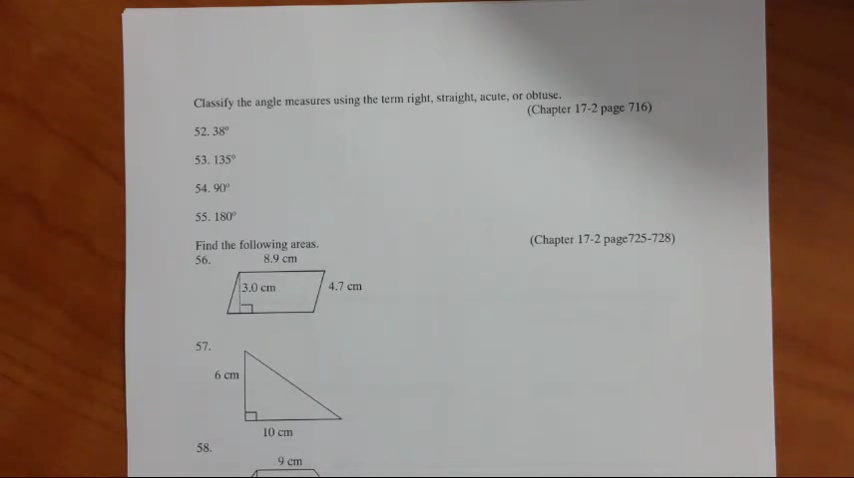 Classify the angle measures using the term right, straight, acute, or obtuse.
(Chapter 17-2 page 716)
52. 38°
53. 135°
54. 90°
55. 180°
Find the following areas.
(Chapter 17-2 page725-728)
56.
8.9 cm
3.0 cm
4.7 cm
57.
6 cm
10 cm
58.
9 cm